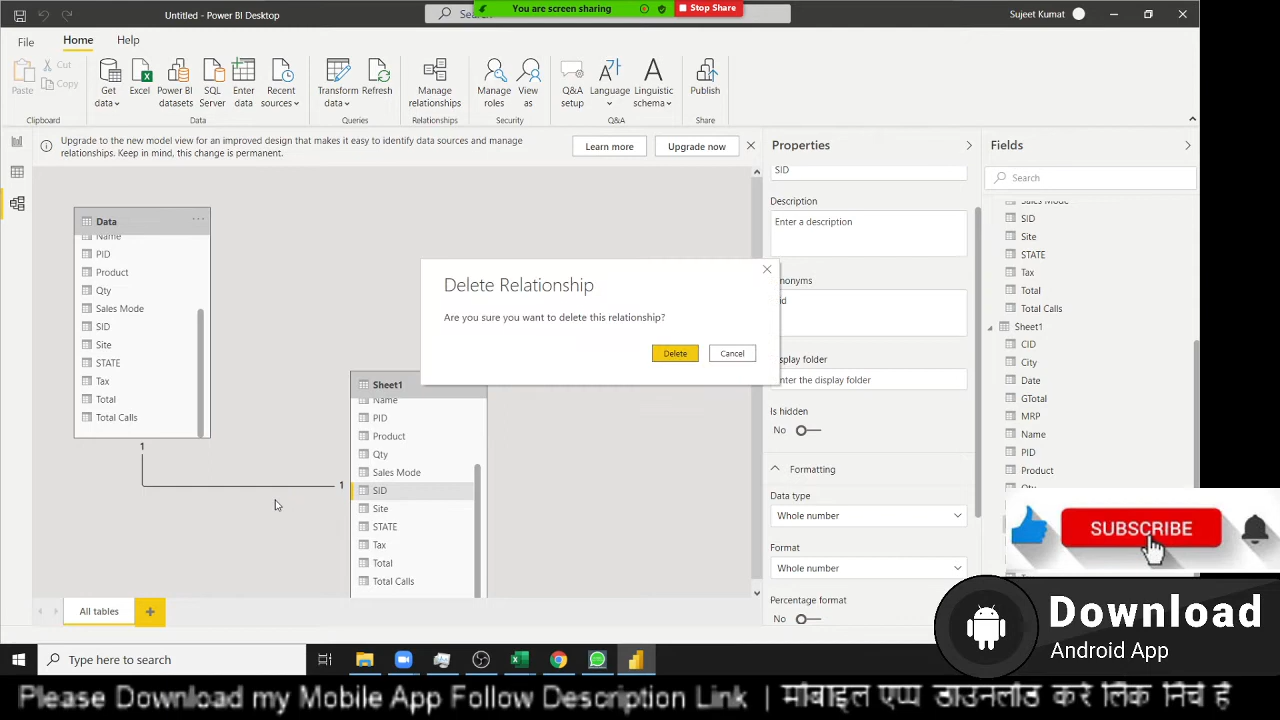 Untitled - Power BI Desktop
You are screen sharing
Stop Share
Sujeet Kumat
File
Home
Help
Paste
Cut
Copy
Get data
Excel
Power BI datasets
SQL Server
Enter data
Recent sources
Transform data
Refresh
Manage relationships
Manage roles
View as
Q&A setup
Language
Linguistic schema
Publish
Clipboard
Data
Queries
Relationships
Security
Q&A
Share
Upgrade to the new model view for an improved design that makes it easy to identify data sources and manage
relationships. Keep in mind, this change is permanent.
Learn more
Upgrade now
Data
Name
PID
Product
Qty
Sales Mode
SID
Site
STATE
Tax
Total
Total Calls
1
1
Sheet1
Name
PID
Product
Qty
Sales Mode
SID
Site
STATE
Tax
Total
Total Calls
Delete Relationship
Are you sure you want to delete this relationship?
Delete
Cancel
Properties
SID
Description
Enter a description
Is hidden
No
Formatting
Data type
Whole number
Format
Whole number
Percentage format
No
Fields
Search
Sales Mode
SID
Site
STATE
Tax
Total
Total Calls
Sheet1
CID
City
Date
GTotal
MRP
Name
PID
Product
Qty
SUBSCRIBE
Download
Android App
All tables
Type here to search
Please Download my Mobile App Follow Description Link | मोबाइल एप्प डाउनलोड करे लिंक निचे है